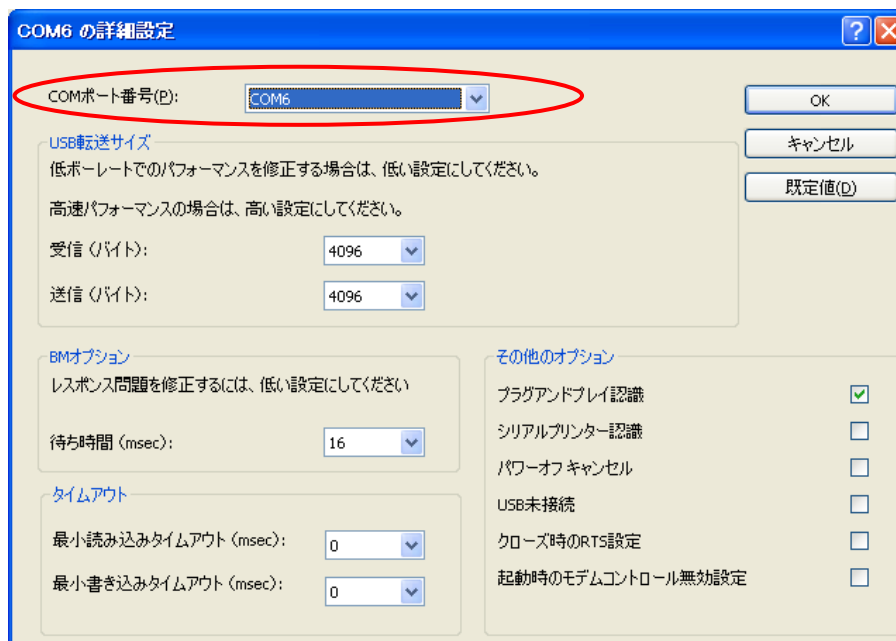 COM6 の詳細設定
COMポート番号(P):
COM6
OK
キャンセル
既定値(D)
USB転送サイズ
低ボーレートでのパフォーマンスを修正する場合は、低い設定にしてください。
高速パフォーマンスの場合は、高い設定にしてください。
受信 (バイト):
4096
送信 (バイト):
4096
BMオプション
レスポンス問題を修正するには、低い設定にしてください
待ち時間 (msec):
16
タイムアウト
最小読み込みタイムアウト (msec):
0
最小書き込みタイムアウト (msec):
0
その他のオプション
プラグアンドプレイ認識
シリアルプリンター認識
パワーオフ キャンセル
USB未接続
クローズ時のRTS設定
起動時のモデムコントロール無効設定